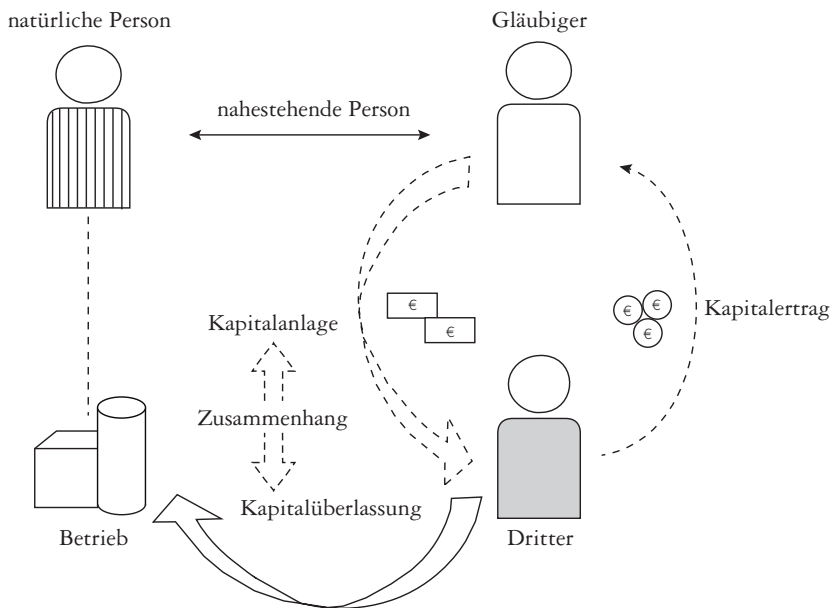 natürliche Person
Gläubiger
nahestehende Person
€
€
€
€
€
Kapitalertrag
Kapitalanlage
Zusammenhang
Kapitalüberlassung
Betrieb
Dritter